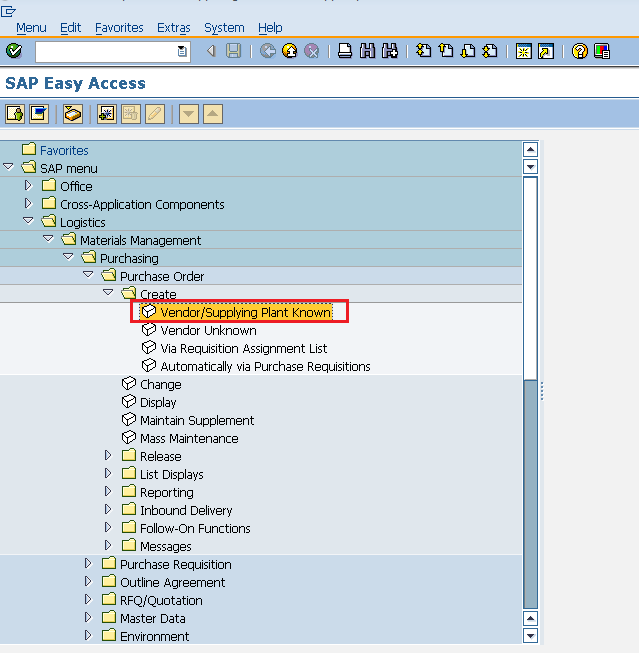 Menu Edit Favorites Extras System Help
SAP Easy Access
Favorites
SAP menu
Office
Cross-Application Components
Logistics
Materials Management
Purchasing
Purchase Order
Create
Vendor/Supplying Plant Known
Vendor Unknown
Via Requisition Assignment List
Automatically via Purchase Requisitions
Change
Display
Maintain Supplement
Mass Maintenance
Release
List Displays
Reporting
Inbound Delivery
Follow-On Functions
Messages
Purchase Requisition
Outline Agreement
RFQ/Quotation
Master Data
Environment